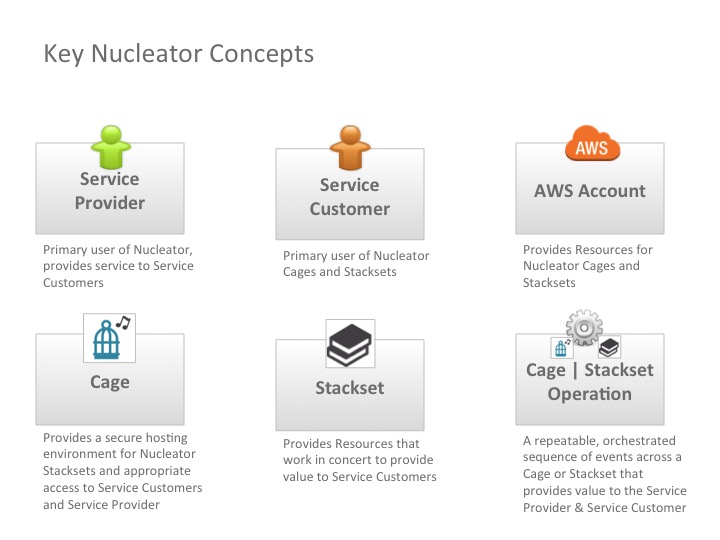 Key Nucleator Concepts
Service
Provider
Primary user of Nucleator,
provides service to Service
Customers
Service
Customer
Primary user of Nucleator
Cages and Stacksets
AWS
AWS Account
Provides Resources for
Nucleator Cages and
Stacksets
Cage
Provides a secure hosting
environment for Nucleator
Stacksets and appropriate
access to Service Customers
and Service Provider
Stackset
Provides Resources that
work in concert to provide
value to Service Customers
Cage | Stackset
Operation
A repeatable, orchestrated
sequence of events across a
Cage or Stackset that
provides value to the Service
Provider & Service Customer